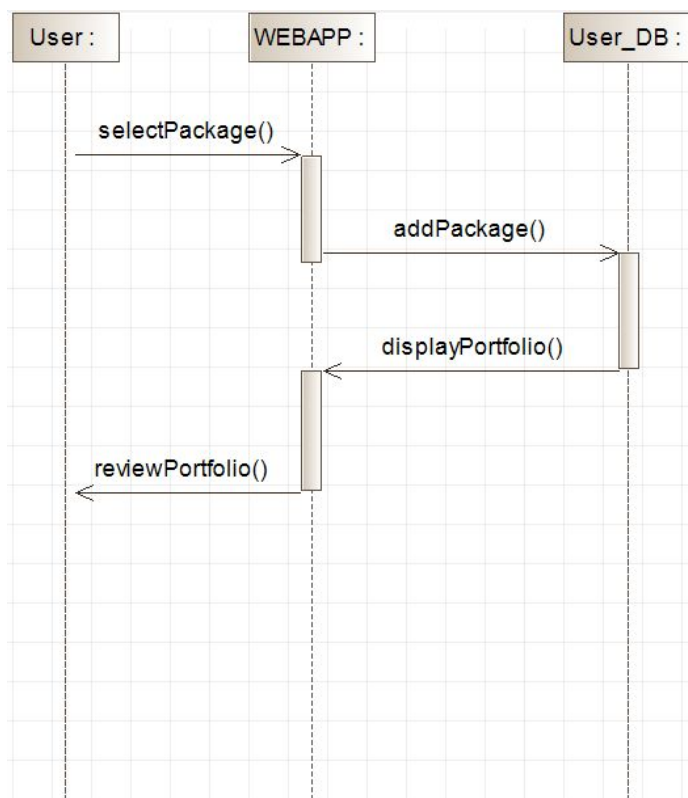 User :
WEBAPP :
User_DB :
selectPackage()
addPackage()
displayPortfolio()
reviewPortfolio()